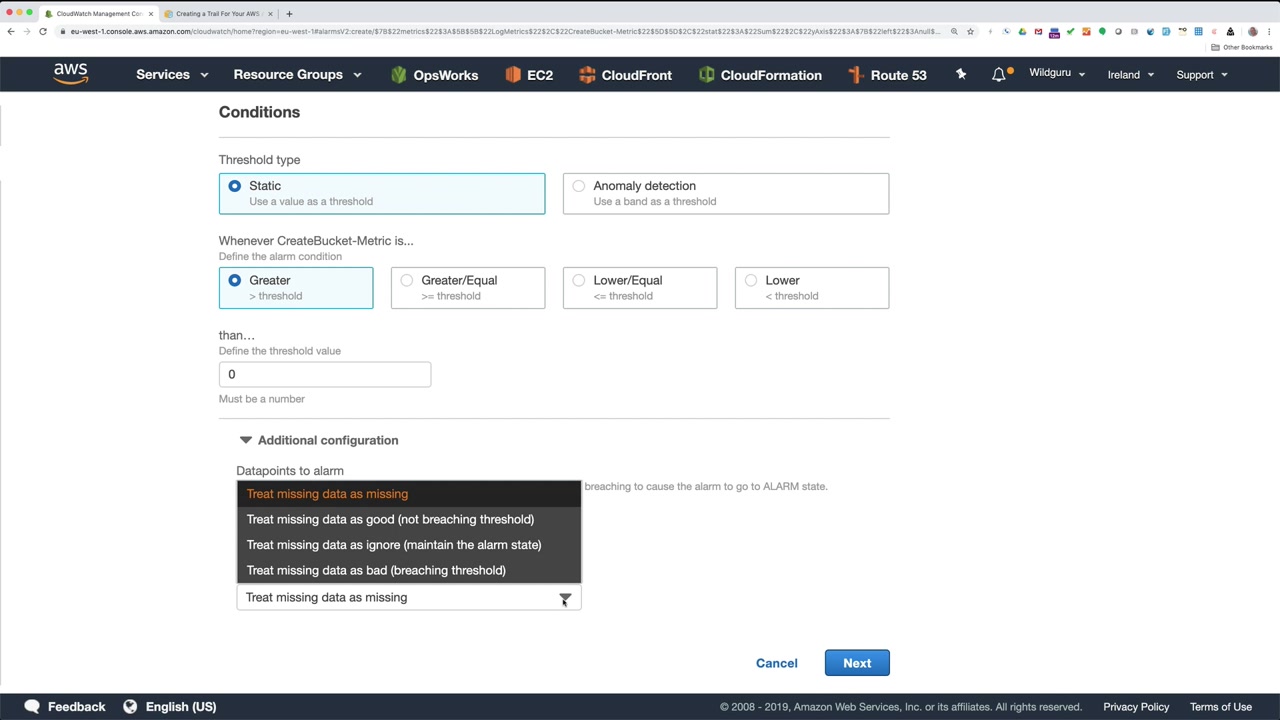 CloudWatch Management Con
Creating a Trail For Your AWS
eu-west-1.console.aws.amazon.com/cloudwatch/home?region=eu-west-1#alarmsV2:create/$7B$22metrics$22$3A$5B$5B$22LogMetrics$22$2C$22CreateBucket-Metric$22$5D$5D$2C$22stat$22$3A$22Sum$22$2C$22yAxis$22$3A$7B$22left$22$3Anull$...
Other Bookmarks
aws
Services
Resource Groups
OpsWorks
EC2
CloudFront
CloudFormation
Route 53
Wildguru
Ireland
Support
Conditions
Threshold type
Static
Use a value as a threshold
Anomaly detection
Use a band as a threshold
Whenever CreateBucket-Metric is...
Define the alarm condition
Greater
> threshold
Greater/Equal
>= threshold
Lower/Equal
<= threshold
Lower
< threshold
than...
Define the threshold value
0
Must be a number
Additional configuration
Datapoints to alarm
breaching to cause the alarm to go to ALARM state.
Treat missing data as missing
Treat missing data as good (not breaching threshold)
Treat missing data as ignore (maintain the alarm state)
Treat missing data as bad (breaching threshold)
Treat missing data as missing
Cancel
Next
Feedback
English (US)
© 2008 - 2019, Amazon Web Services, Inc. or its affiliates. All rights reserved.
Privacy Policy
Terms of Use